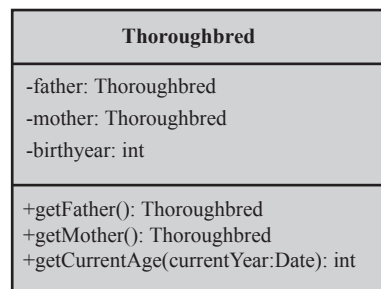 Thoroughbred
-father: Thoroughbred
-mother: Thoroughbred
-birthyear: int
+getFather(): Thoroughbred
+getMother(): Thoroughbred
+getCurrentAge(currentYear:Date): int